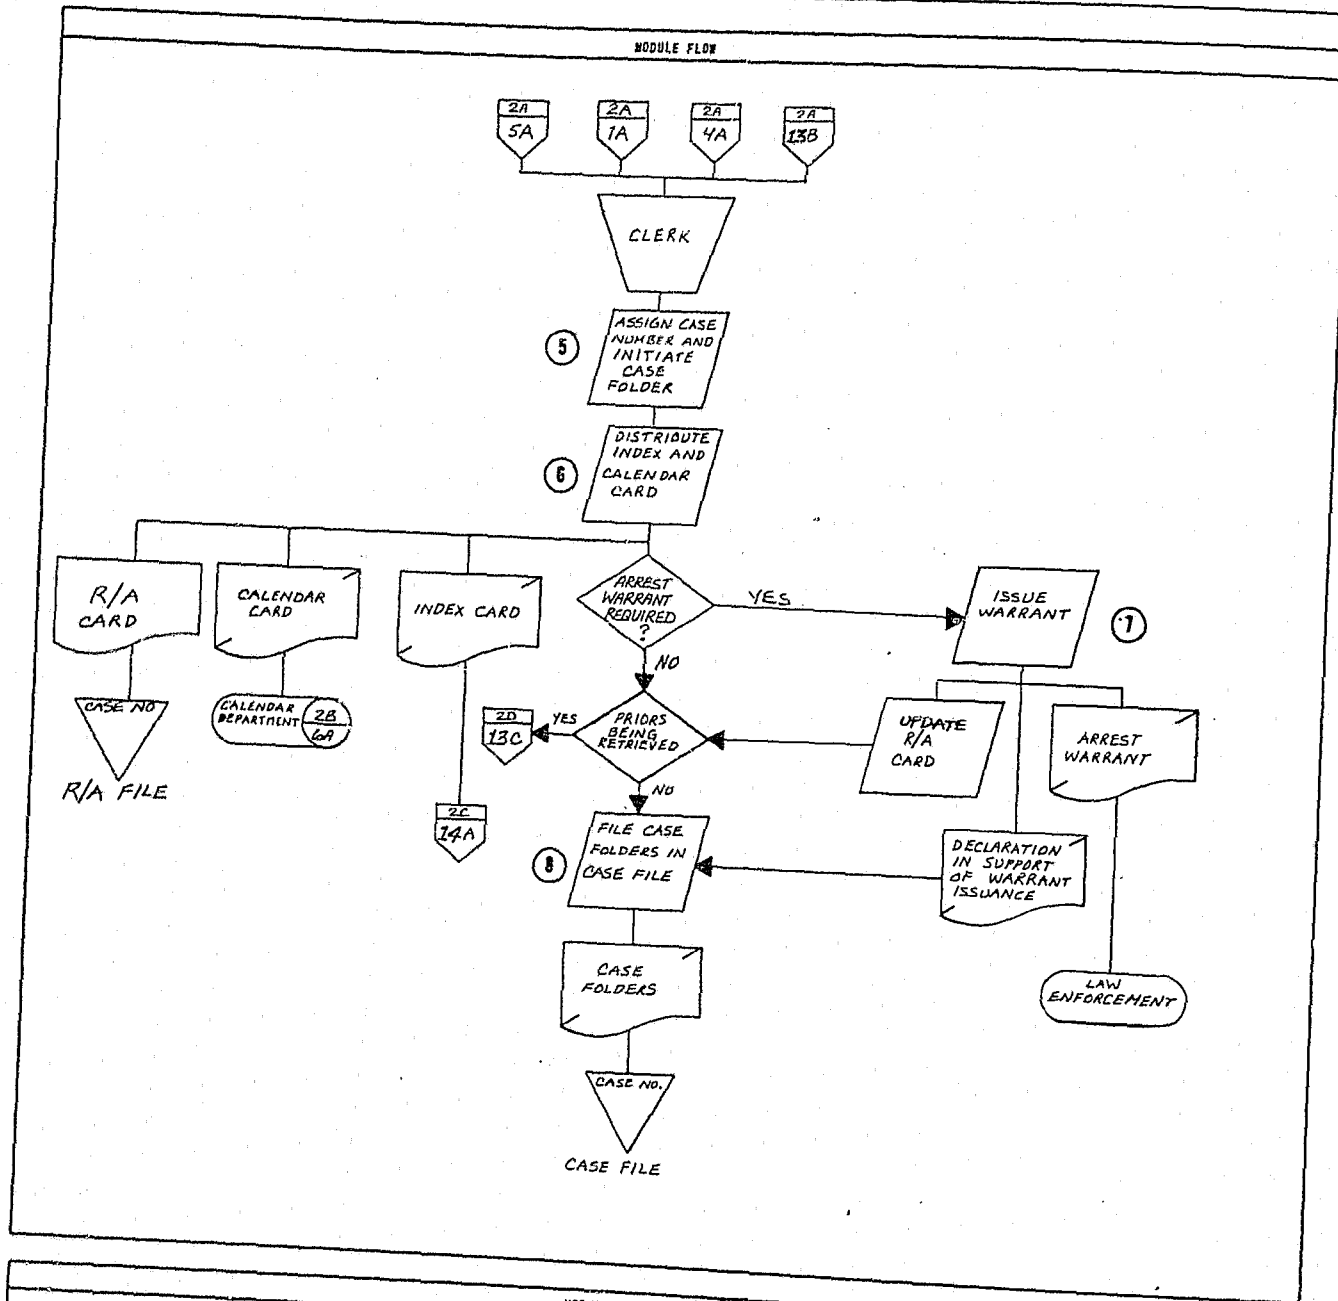 MODULE FLOW
2A
5A
2A
1A
2A
4A
2A
13B
CLERK
5
ASSIGN CASE
NUMBER AND
INITIATE
CASE
FOLDER
6
DISTRIBUTE
INDEX AND
CALENDAR
CARD
R/A
CARD
CALENDAR
CARD
INDEX CARD
ARREST
WARRANT
REQUIRED
?
YES
ISSUE
WARRANT
7
NO
CASE NO
R/A FILE
CALENDAR
DEPARTMENT
2B
6A
2D
13C
YES
PRIORS
BEING
RETRIEVED
UPDATE
R/A
CARD
ARREST
WARRANT
NO
2C
14A
8
FILE CASE
FOLDERS IN
CASE FILE
DECLARATION
IN SUPPORT
OF WARRANT
ISSUANCE
CASE
FOLDERS
LAW
ENFORCEMENT
CASE NO.
CASE FILE